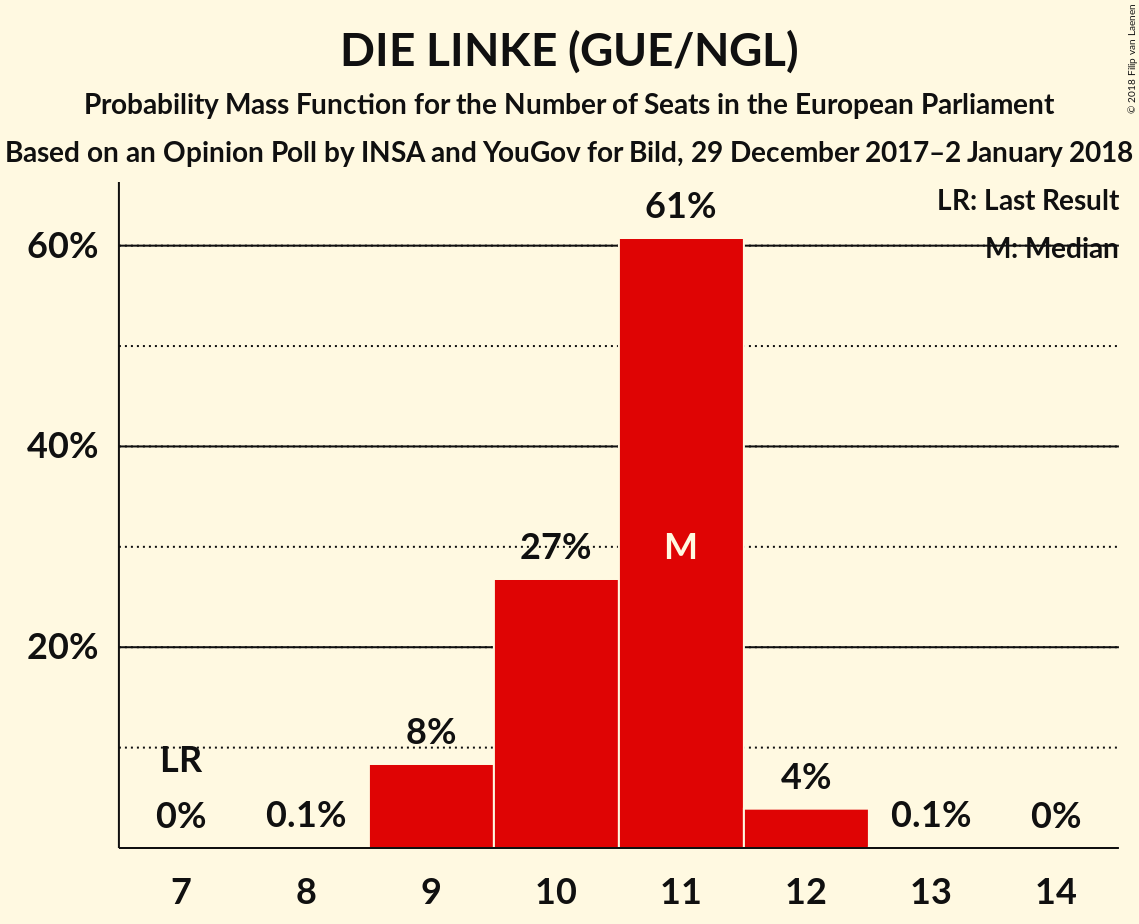 DIE LINKE (GUE/NGL)
Probability Mass Function for the Number of Seats in the European Parliament
Based on an Opinion Poll by INSA and YouGov for Bild, 29 December 2017–2 January 2018
© 2018 Filip van Laenen
LR: Last Result
M: Median
60%
40%
20%
LR
0%
0.1%
8%
27%
61%
M
4%
0.1%
0%
7 8 9 10 11 12 13 14